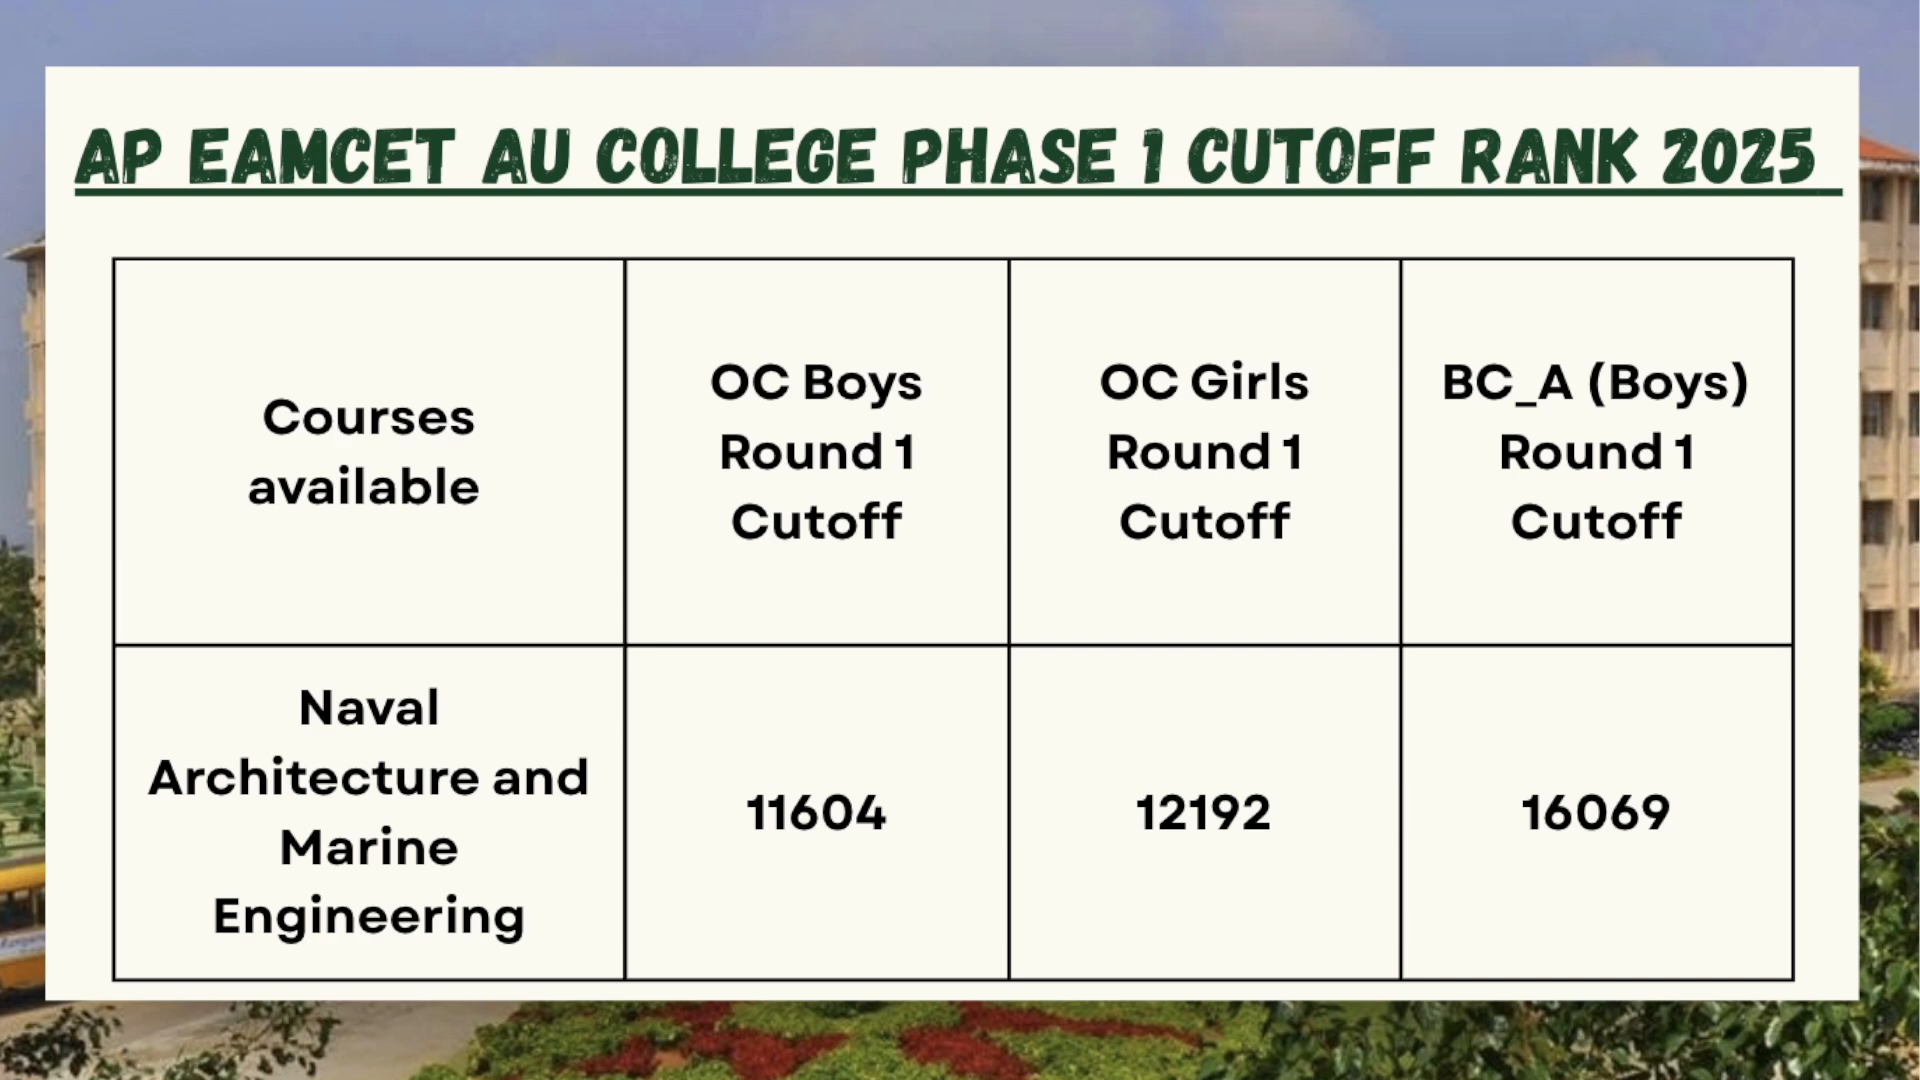 AP EAMCET AU COLLEGE PHASE 1 CUTOFF RANK 2025
Courses
available
OC Boys
Round 1
Cutoff
OC Girls
Round 1
Cutoff
BC_A (Boys)
Round 1
Cutoff
Naval
Architecture and
Marine
Engineering
11604
12192
16069